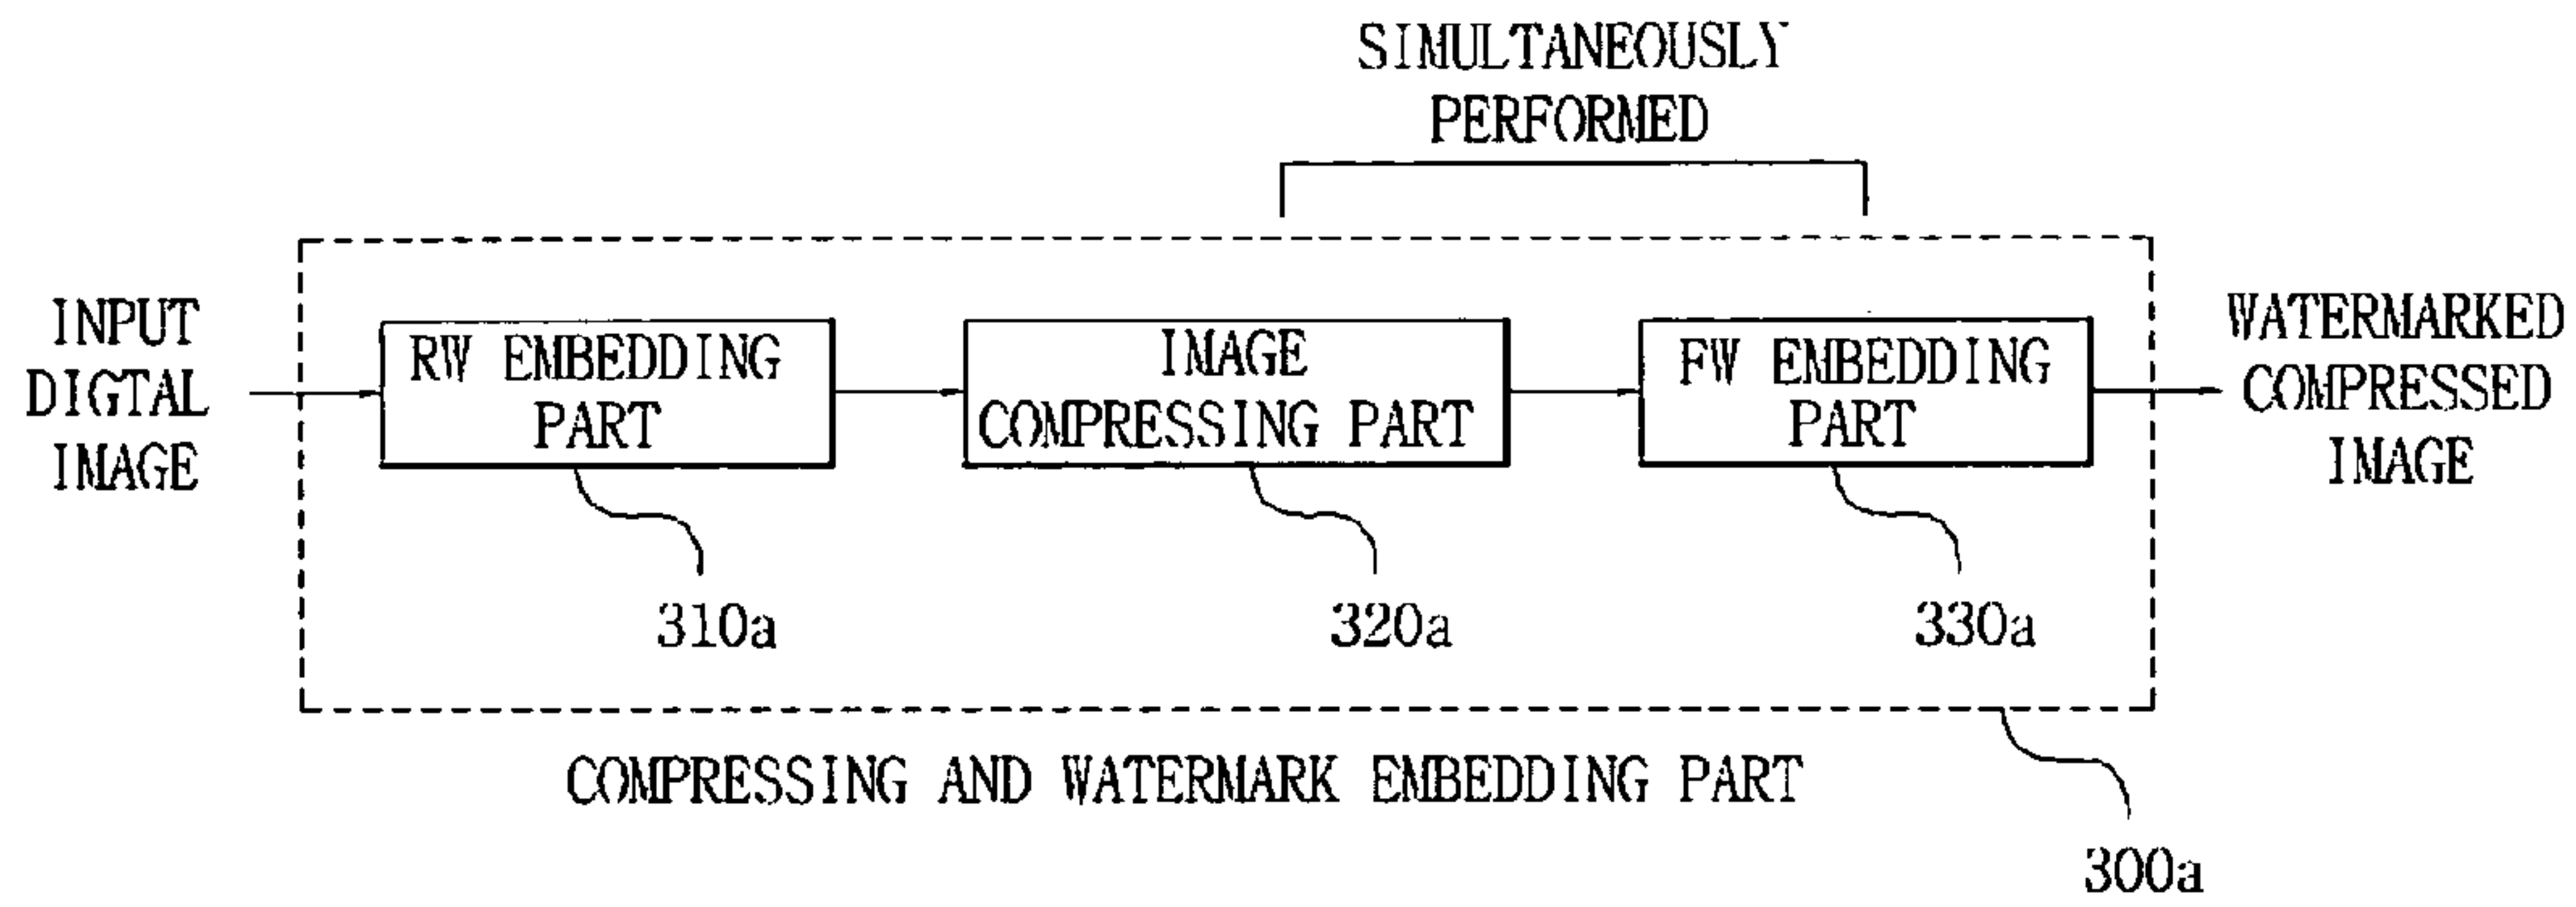 SIMULTANEOUSLY
PERFORMED
INPUT
DIGTAL
IMAGE
RW EMBEDDING
PART
IMAGE
COMPRESSING PART
FW EMBEDDING
PART
WATERMARKED
COMPRESSED
IMAGE
310a
320a
330a
COMPRESSING AND WATERMARK EMBEDDING PART
300a